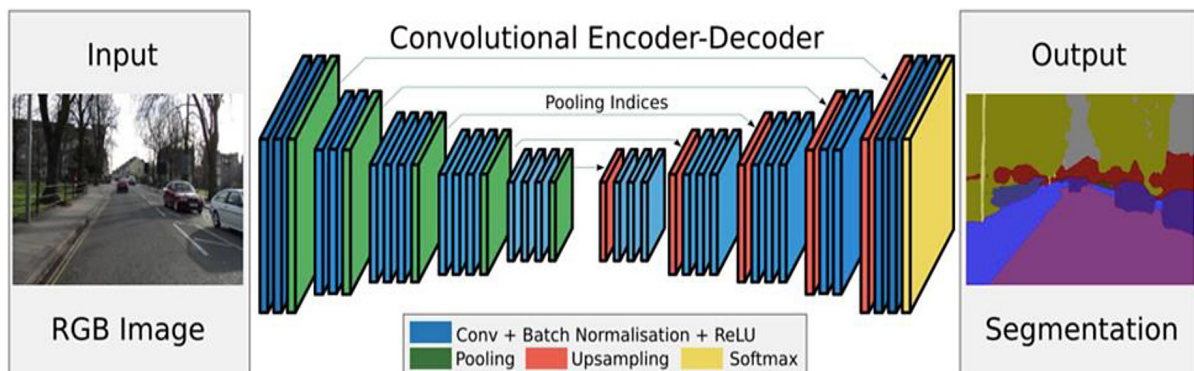 Input
RGB Image
Convolutional Encoder-Decoder
Pooling Indices
Conv + Batch Normalisation + ReLU
Pooling Upsampling Softmax
Output
Segmentation